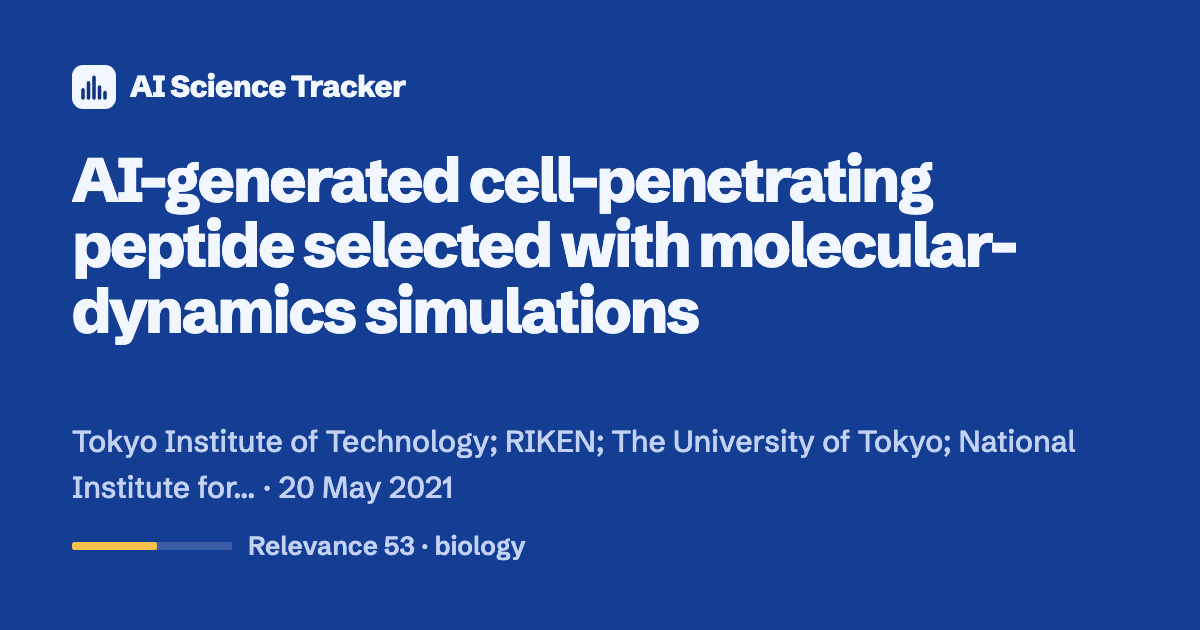 AI Science Tracker
AI-generated cell-penetrating
peptide selected with molecular-
dynamics simulations
Tokyo Institute of Technology; RIKEN; The University of Tokyo; National
Institute for... · 20 May 2021
Relevance 53 · biology